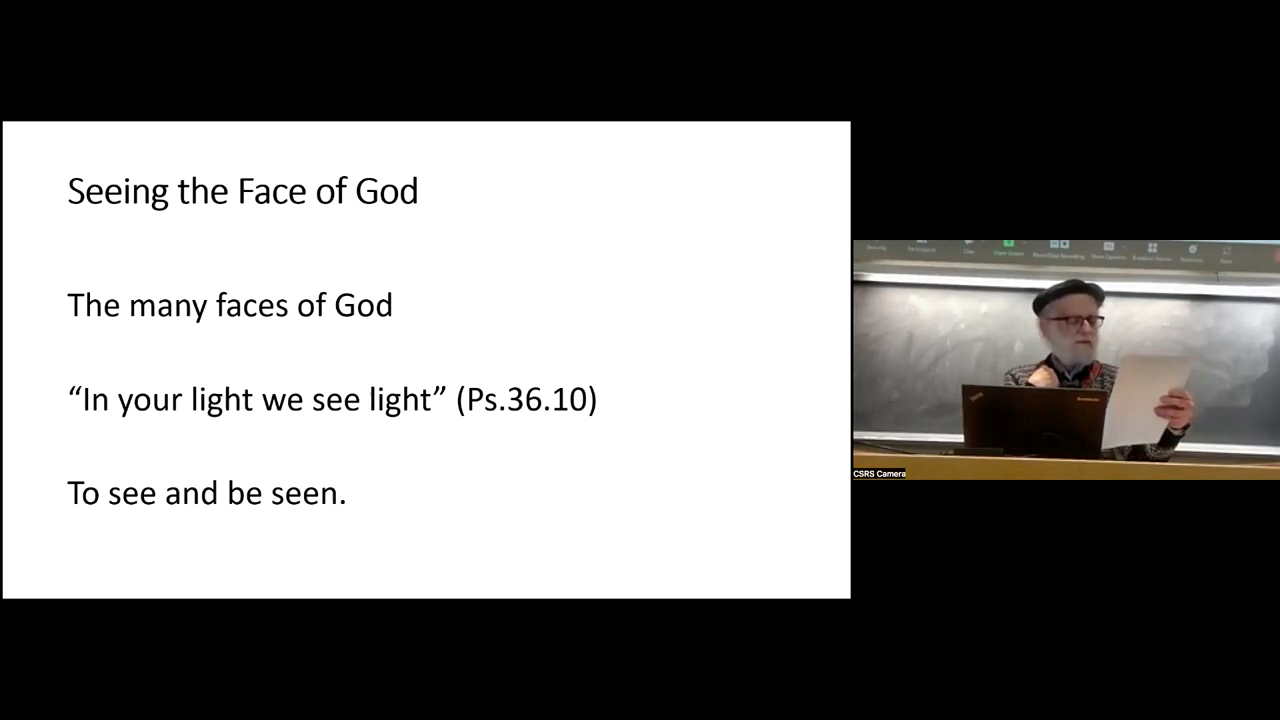 Seeing the Face of God
The many faces of God
“In your light we see light” (Ps.36.10)
To see and be seen.
CSRS Camera